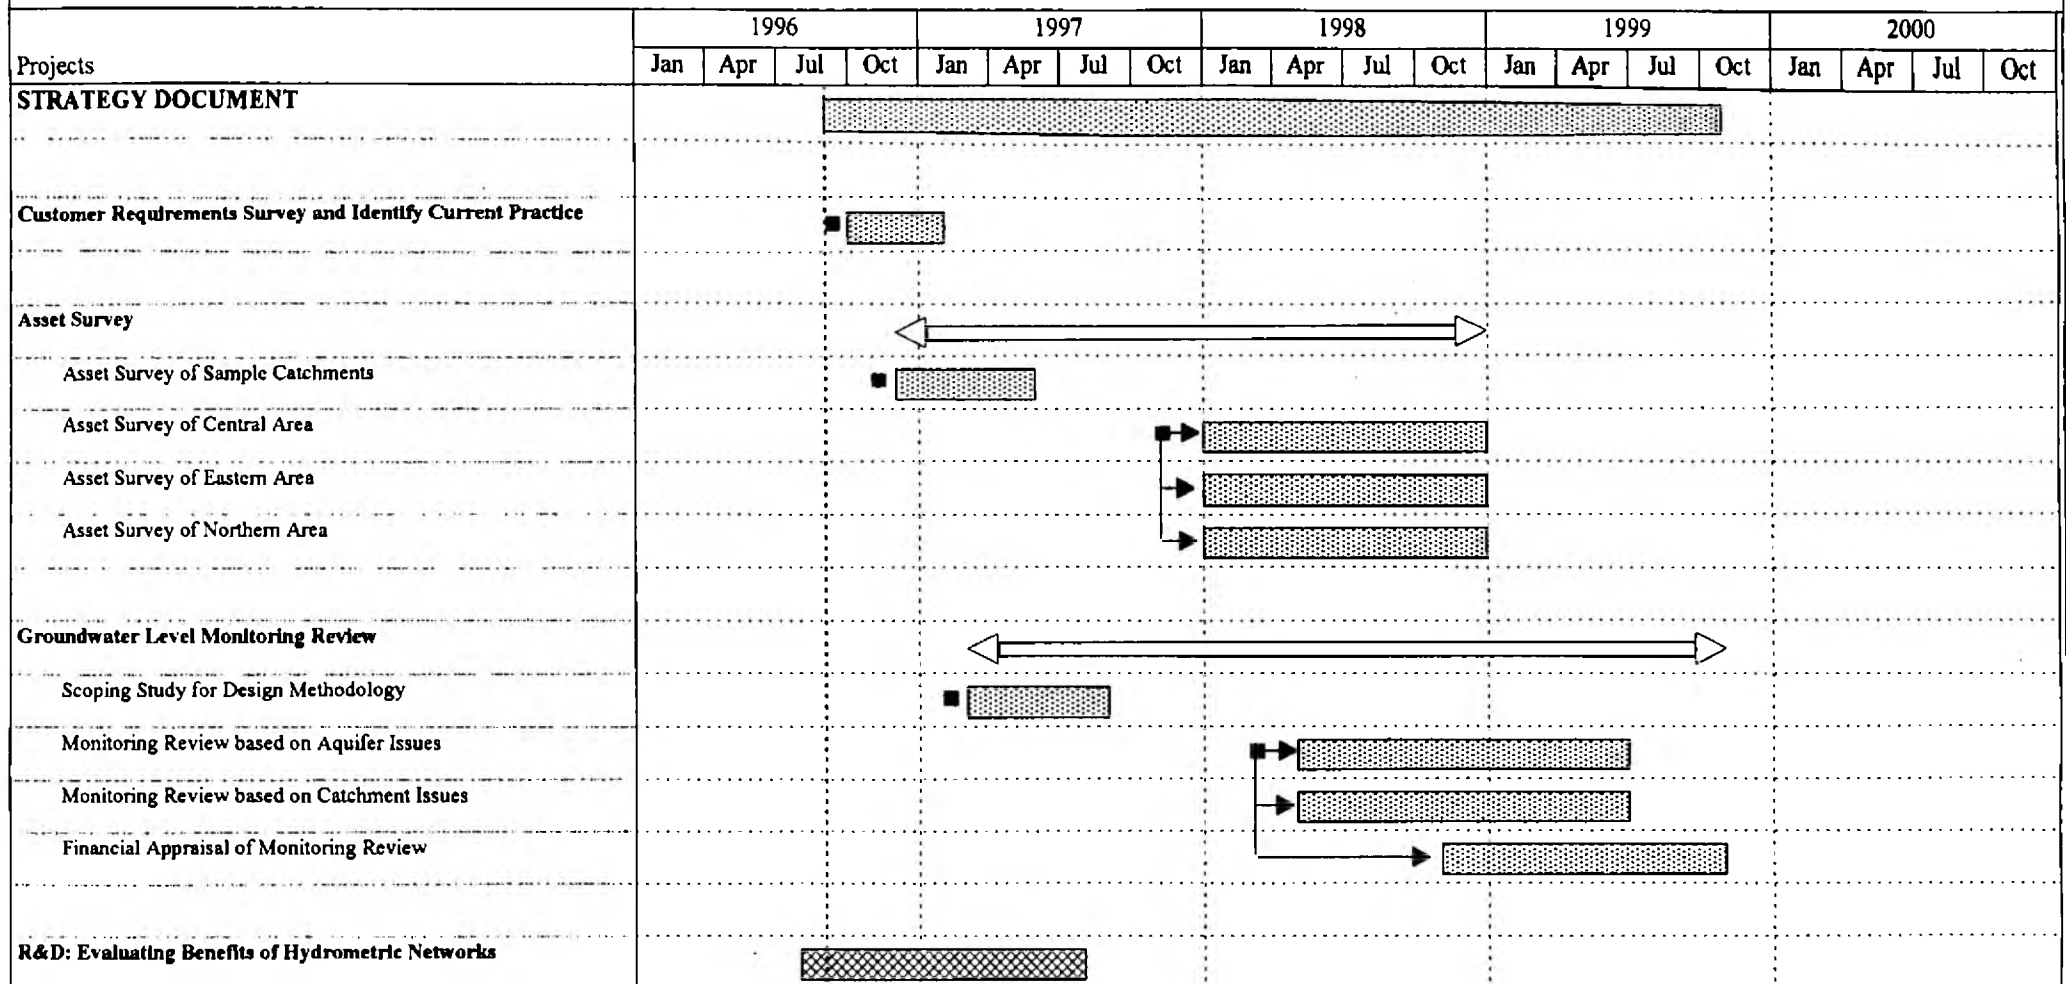 1996 1997 1998 1999 2000
Projects Jan Apr Jul Oct Jan Apr Jul Oct Jan Apr Jul Oct Jan Apr Jul Oct Jan Apr Jul Oct
STRATEGY DOCUMENT
Customer Requirements Survey and Identify Current Practice
Asset Survey
Asset Survey of Sample Catchments
Asset Survey of Central Area
Asset Survey of Eastern Area
Asset Survey of Northern Area
Groundwater Level Monitoring Review
Scoping Study for Design Methodology
Monitoring Review based on Aquifer Issues
Monitoring Review based on Catchment Issues
Financial Appraisal of Monitoring Review
R&D: Evaluating Benefits of Hydrometric Networks